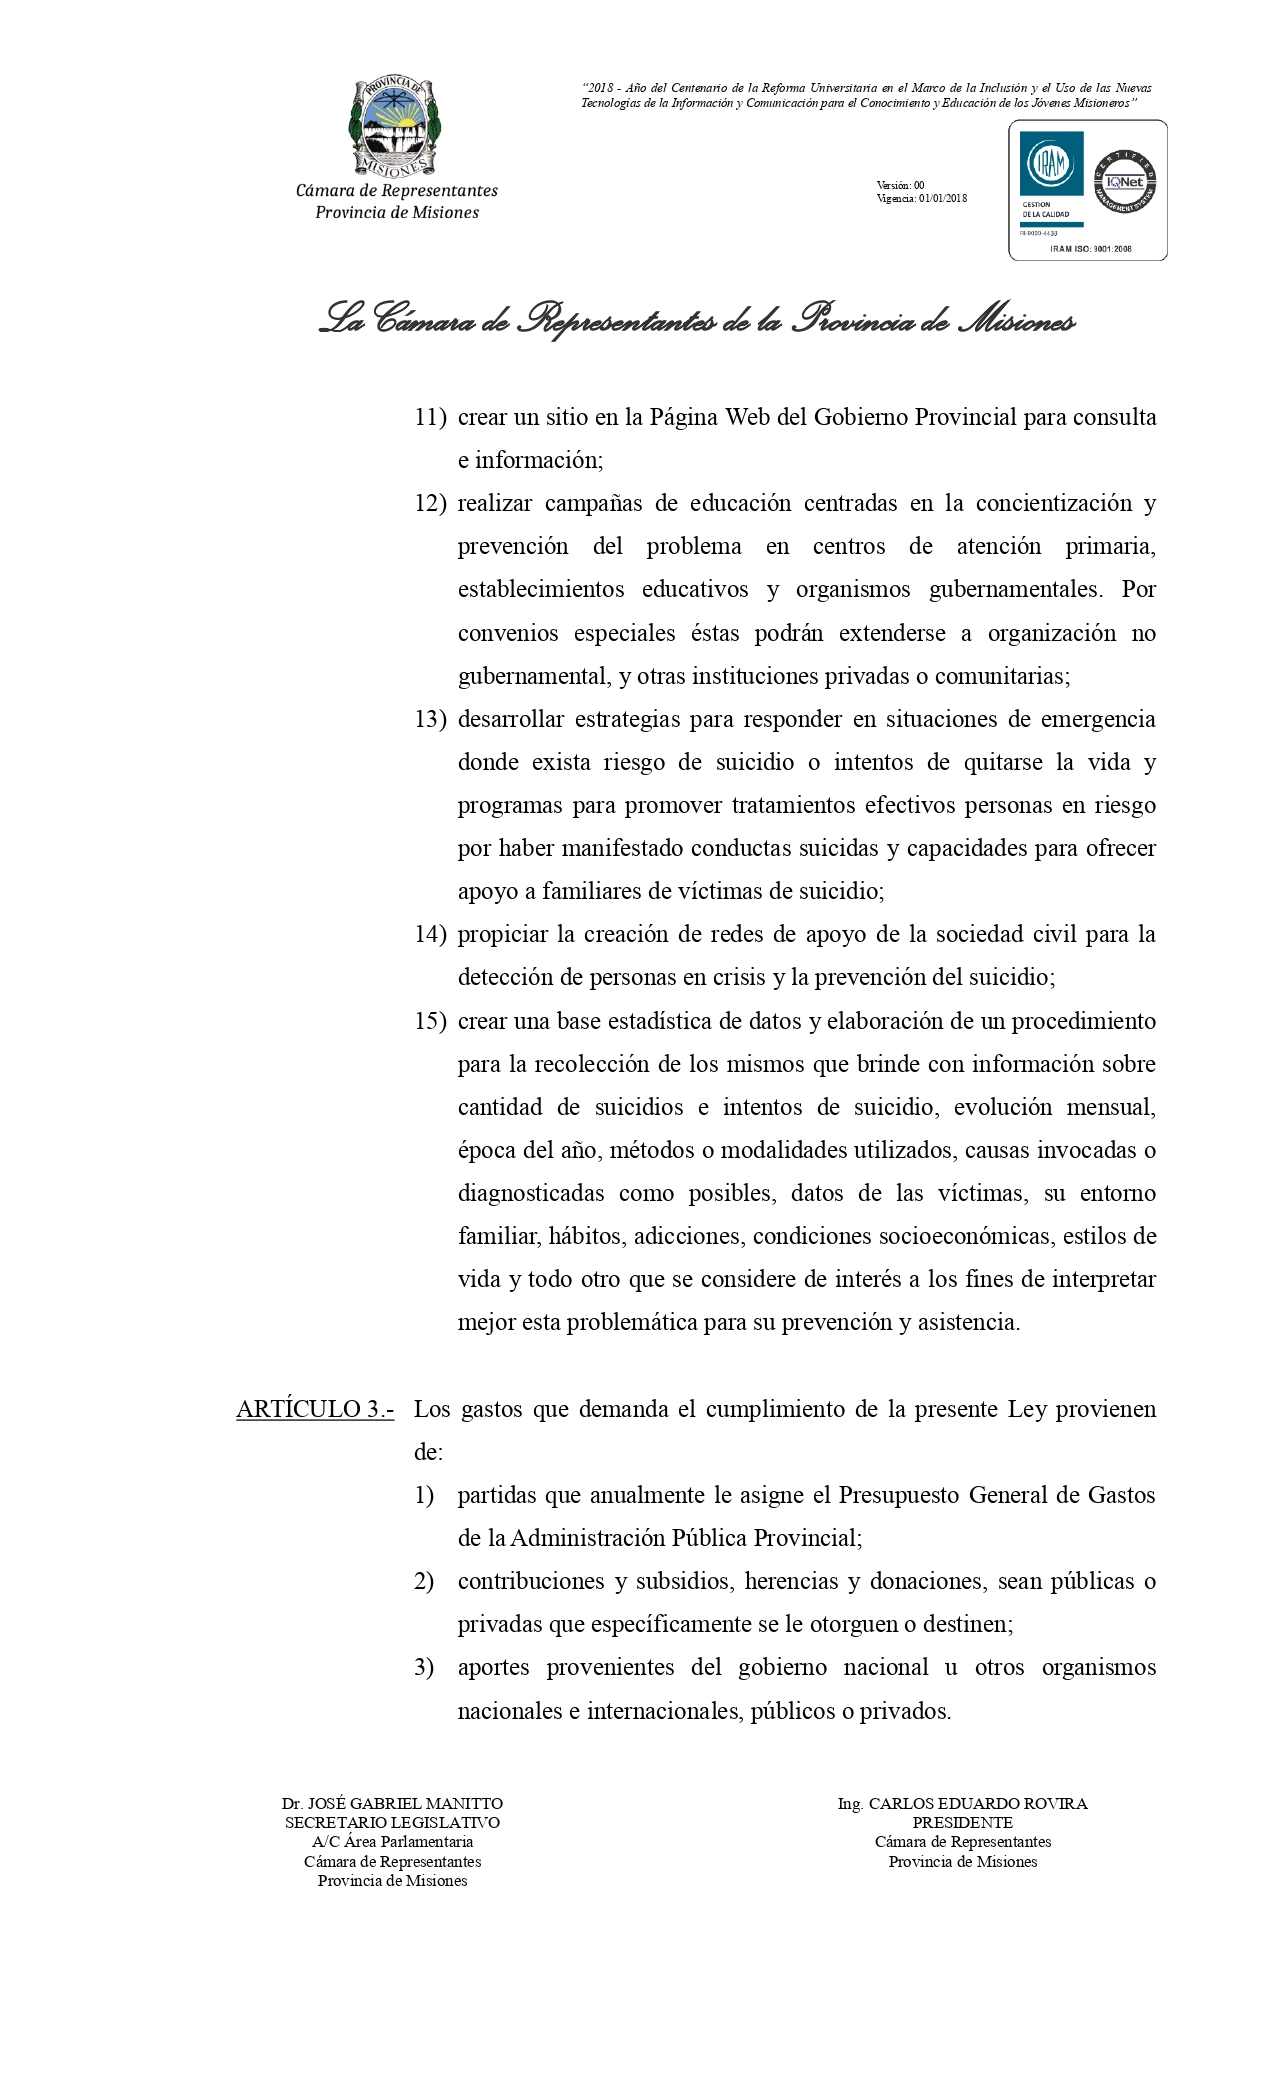 PROVINCIA DE
MISIONES
Cámara de Representantes
Provincia de Misiones
“2018 - Año del Centenario de la Reforma Universitaria en el Marco de la Inclusión y el Uso de las Nuevas
Tecnologías de la Información y Comunicación para el Conocimiento y Educación de los Jóvenes Misioneros”
Versión: 00
Vigencia: 01/01/2018
IRAM
GESTION
DE LA CALIDAD
RI-9000-4439
CERTIFIED
IQNet
MANAGEMENT SYSTEM
IRAM ISO: 9001:2008
La Cámara de Representantes de la Provincia de Misiones
11) crear un sitio en la Página Web del Gobierno Provincial para consulta
e información;
12) realizar campañas de educación centradas en la concientización y
prevención del problema en centros de atención primaria,
establecimientos educativos y organismos gubernamentales. Por
convenios especiales éstas podrán extenderse a organización no
gubernamental, y otras instituciones privadas o comunitarias;
13) desarrollar estrategias para responder en situaciones de emergencia
donde exista riesgo de suicidio o intentos de quitarse la vida y
programas para promover tratamientos efectivos personas en riesgo
por haber manifestado conductas suicidas y capacidades para ofrecer
apoyo a familiares de víctimas de suicidio;
14) propiciar la creación de redes de apoyo de la sociedad civil para la
detección de personas en crisis y la prevención del suicidio;
15) crear una base estadística de datos y elaboración de un procedimiento
para la recolección de los mismos que brinde con información sobre
cantidad de suicidios e intentos de suicidio, evolución mensual,
época del año, métodos o modalidades utilizados, causas invocadas o
diagnosticadas como posibles, datos de las víctimas, su entorno
familiar, hábitos, adicciones, condiciones socioeconómicas, estilos de
vida y todo otro que se considere de interés a los fines de interpretar
mejor esta problemática para su prevención y asistencia.
ARTÍCULO 3.- Los gastos que demanda el cumplimiento de la presente Ley provienen
de:
1) partidas que anualmente le asigne el Presupuesto General de Gastos
de la Administración Pública Provincial;
2) contribuciones y subsidios, herencias y donaciones, sean públicas o
privadas que específicamente se le otorguen o destinen;
3) aportes provenientes del gobierno nacional u otros organismos
nacionales e internacionales, públicos o privados.
Dr. JOSÉ GABRIEL MANITTO
SECRETARIO LEGISLATIVO
A/C Área Parlamentaria
Cámara de Representantes
Provincia de Misiones
Ing. CARLOS EDUARDO ROVIRA
PRESIDENTE
Cámara de Representantes
Provincia de Misiones